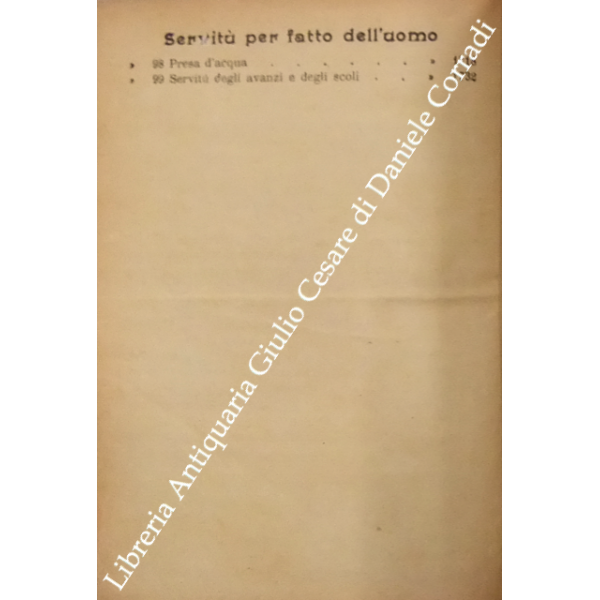 Servitù per fatto dell'uomo
» 98 Presa d'acqua . . . . . . »
» 99 Servitù degli avanzi e degli scoli . . »
Libreria Antiquaria Giulio Cesare di Daniele Corradi